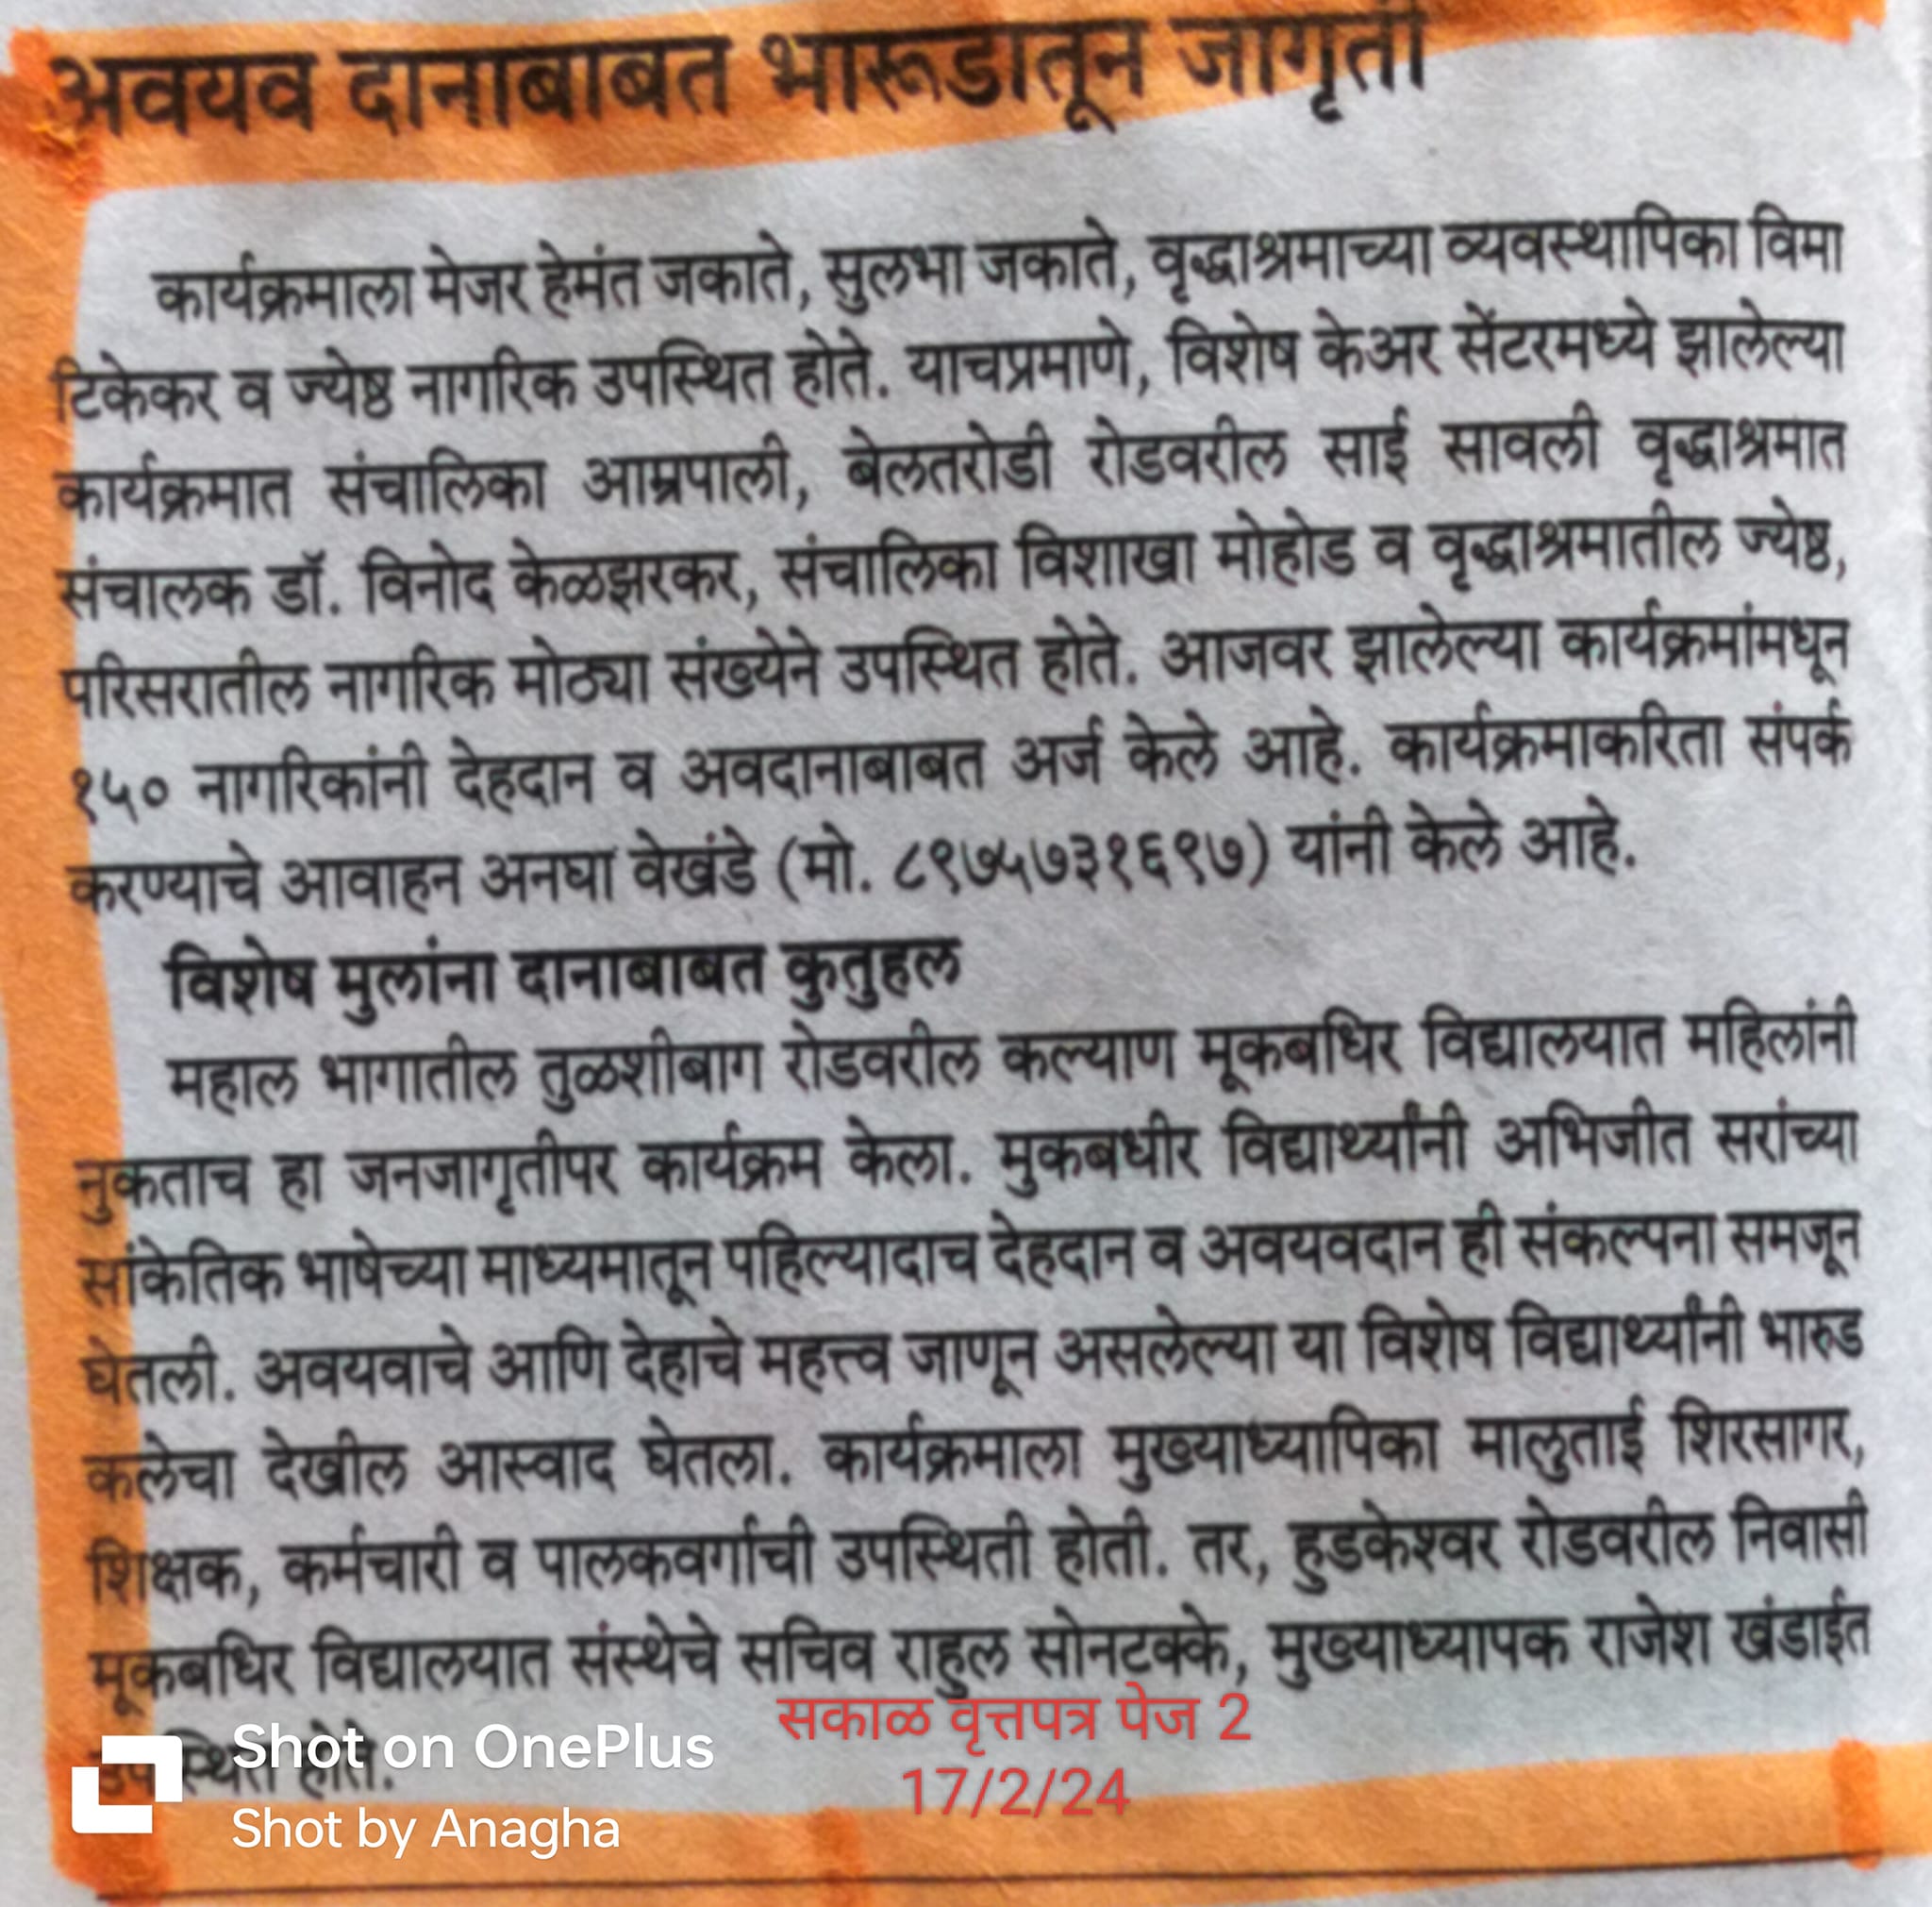 अवयव दानाबाबत भारूडातून जागृती
कार्यक्रमाला मेजर हेमंत जकाते, सुलभा जकाते, वृद्धाश्रमाच्या व्यवस्थापिका विमा
टिकेकर व ज्येष्ठ नागरिक उपस्थित होते. याचप्रमाणे, विशेष केअर सेंटरमध्ये झालेल्या
कार्यक्रमात संचालिका आम्रपाली, बेलतरोडी रोडवरील साई सावली वृद्धाश्रमात
संचालक डॉ. विनोद केळझरकर, संचालिका विशाखा मोहोड व वृद्धाश्रमातील ज्येष्ठ,
परिसरातील नागरिक मोठ्या संख्येने उपस्थित होते. आजवर झालेल्या कार्यक्रमांमधून
१५० नागरिकांनी देहदान व अवदानाबाबत अर्ज केले आहे. कार्यक्रमाकरिता संपर्क
करण्याचे आवाहन अनघा वेखंडे (मो. ८९७५७३१६९७) यांनी केले आहे.
विशेष मुलांना दानाबाबत कुतुहल
महाल भागातील तुळशीबाग रोडवरील कल्याण मूकबधिर विद्यालयात महिलांनी
नुकताच हा जनजागृतीपर कार्यक्रम केला. मुकबधीर विद्यार्थ्यांनी अभिजीत सरांच्या
सांकेतिक भाषेच्या माध्यमातून पहिल्यादाच देहदान व अवयवदान ही संकल्पना समजून
घेतली. अवयवाचे आणि देहाचे महत्त्व जाणून असलेल्या या विशेष विद्यार्थ्यांनी भारुड
कलेचा देखील आस्वाद घेतला. कार्यक्रमाला मुख्याध्यापिका मालुताई शिरसागर,
शिक्षक, कर्मचारी व पालकवर्गाची उपस्थिती होती. तर, हुडकेश्वर रोडवरील निवासी
मूकबधिर विद्यालयात संस्थेचे सचिव राहुल सोनटक्के, मुख्याध्यापक राजेश खंडाईत
उपस्थित होते.
सकाळ वृत्तपत्र पेज 2
17/2/24
Shot on OnePlus
Shot by Anagha